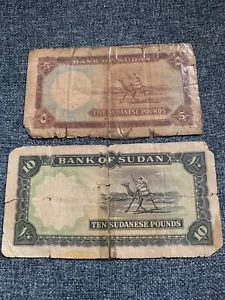 BANK OF SUDAN
5 5
FIVE SUDANESE POUNDS
10
BANK OF SUDAN
TEN SUDANESE POUNDS
10